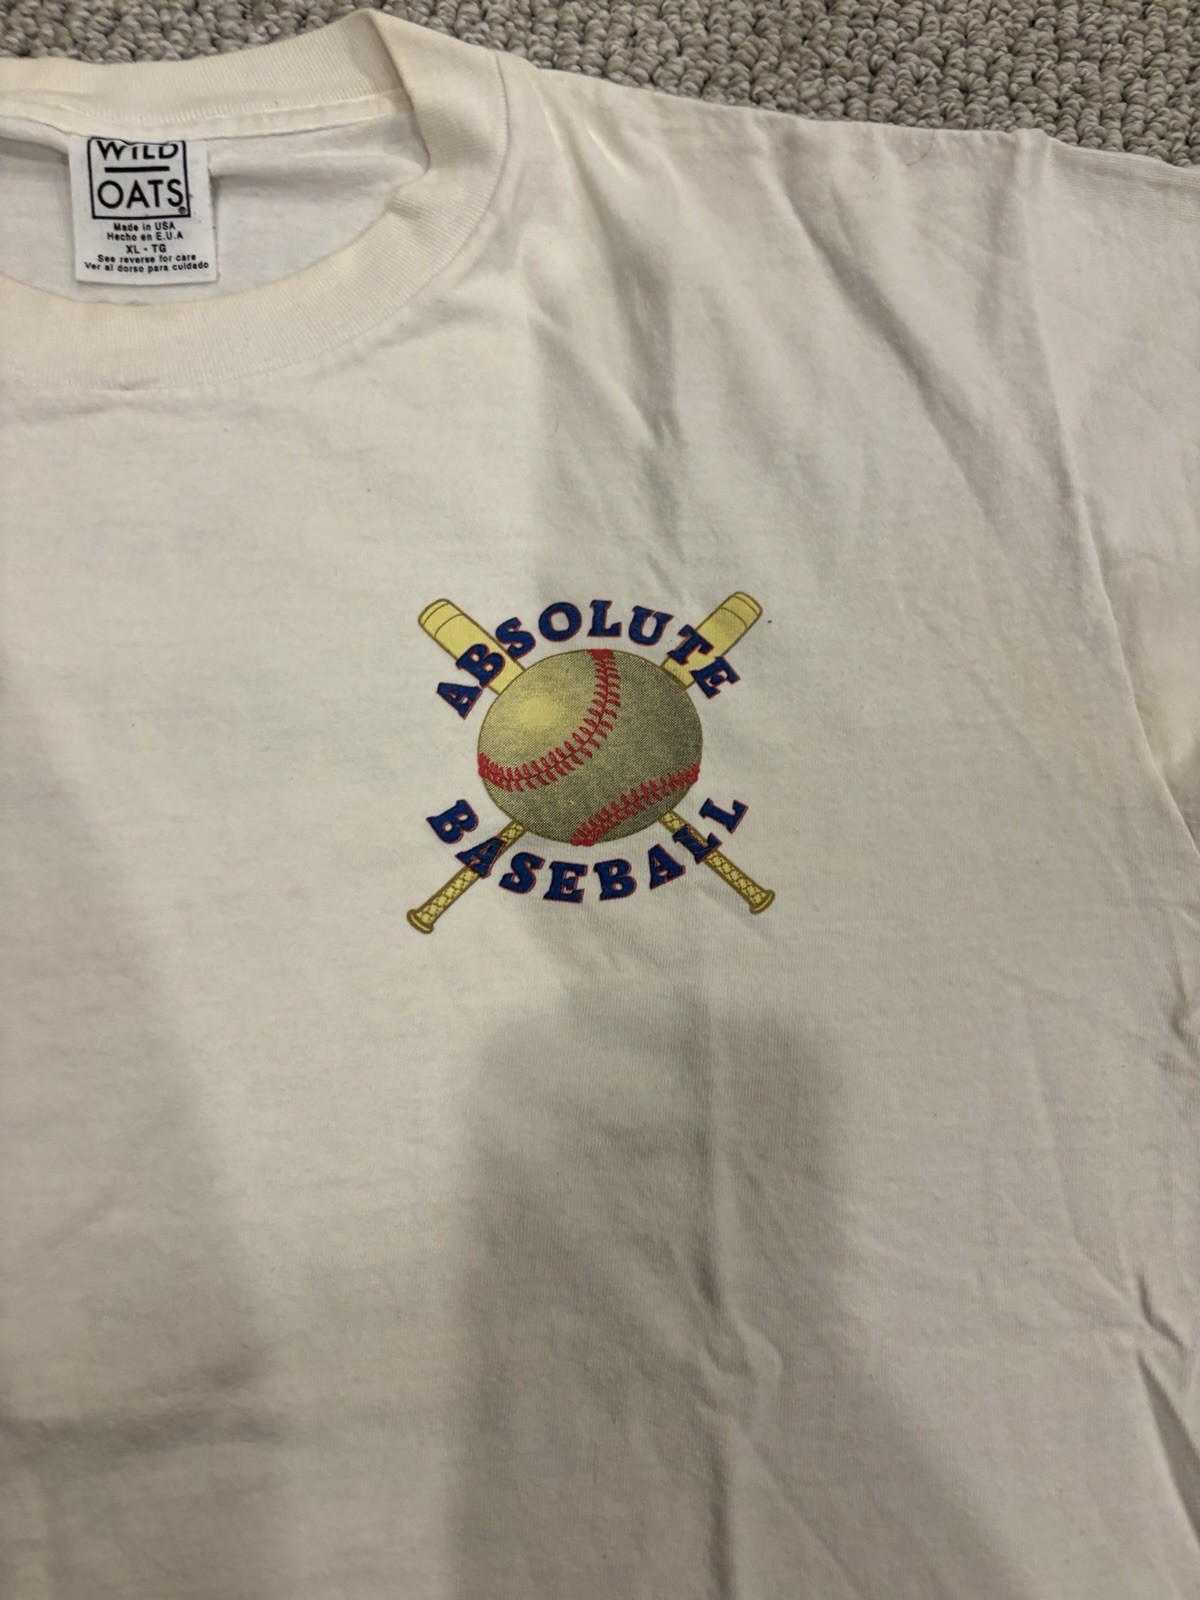 WILD
OATS®
Made in USA
Hecho en E.U.A
XL - TG
See reverse for care
Ver al dorso para cuidado
ABSOLUTE
BASEBALL